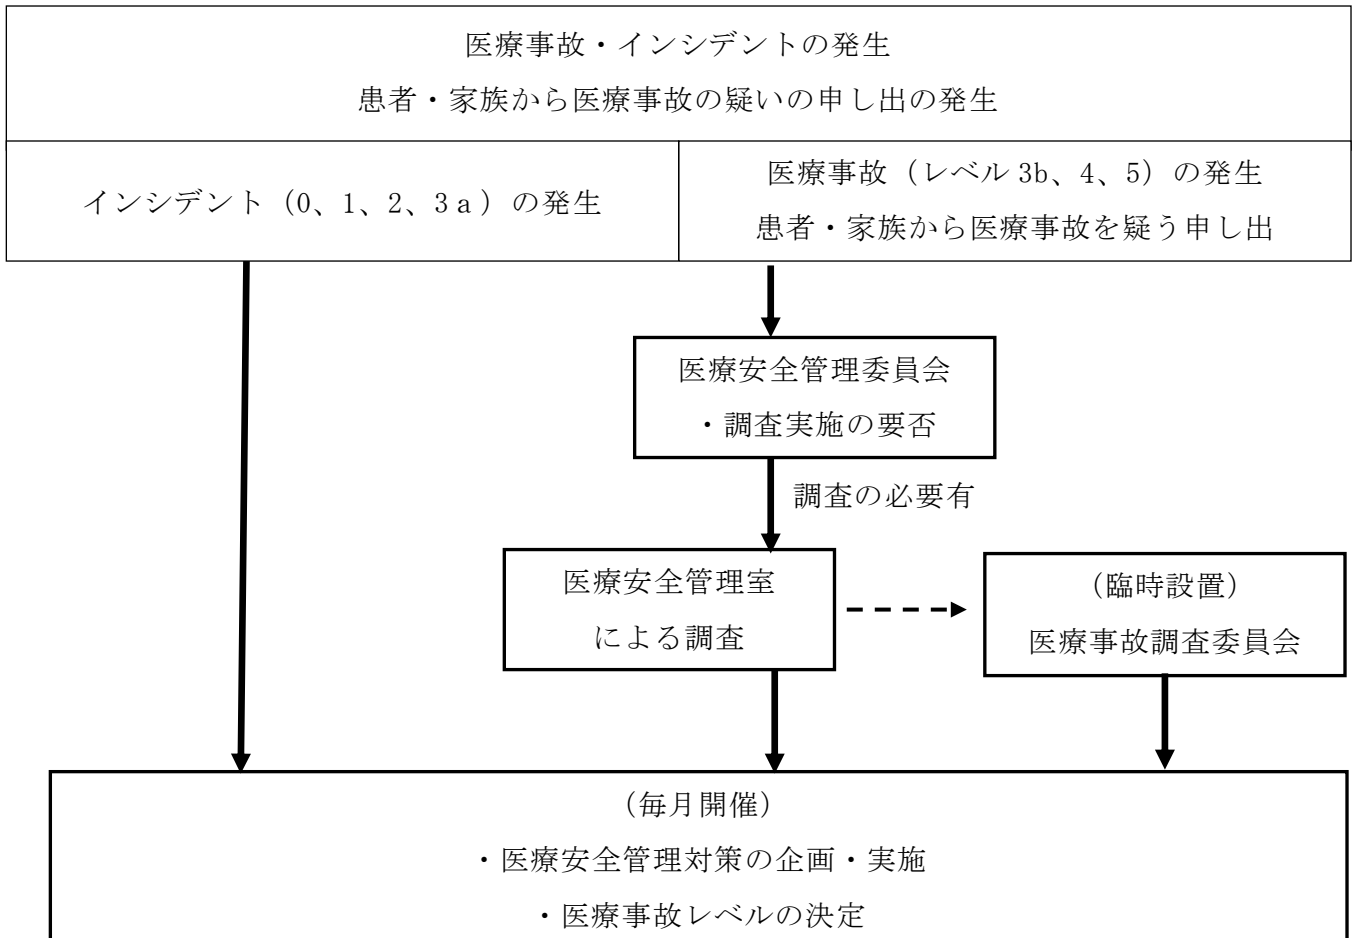 医療事故・インシデントの発生
患者・家族から医療事故の疑いの申し出の発生
インシデント（0、1、2、3ａ）の発生
医療事故（レベル 3b、4、5）の発生
患者・家族から医療事故を疑う申し出
医療安全管理委員会
・調査実施の要否
調査の必要有
医療安全管理室
による調査
（臨時設置）
医療事故調査委員会
（毎月開催）
・医療安全管理対策の企画・実施
・医療事故レベルの決定